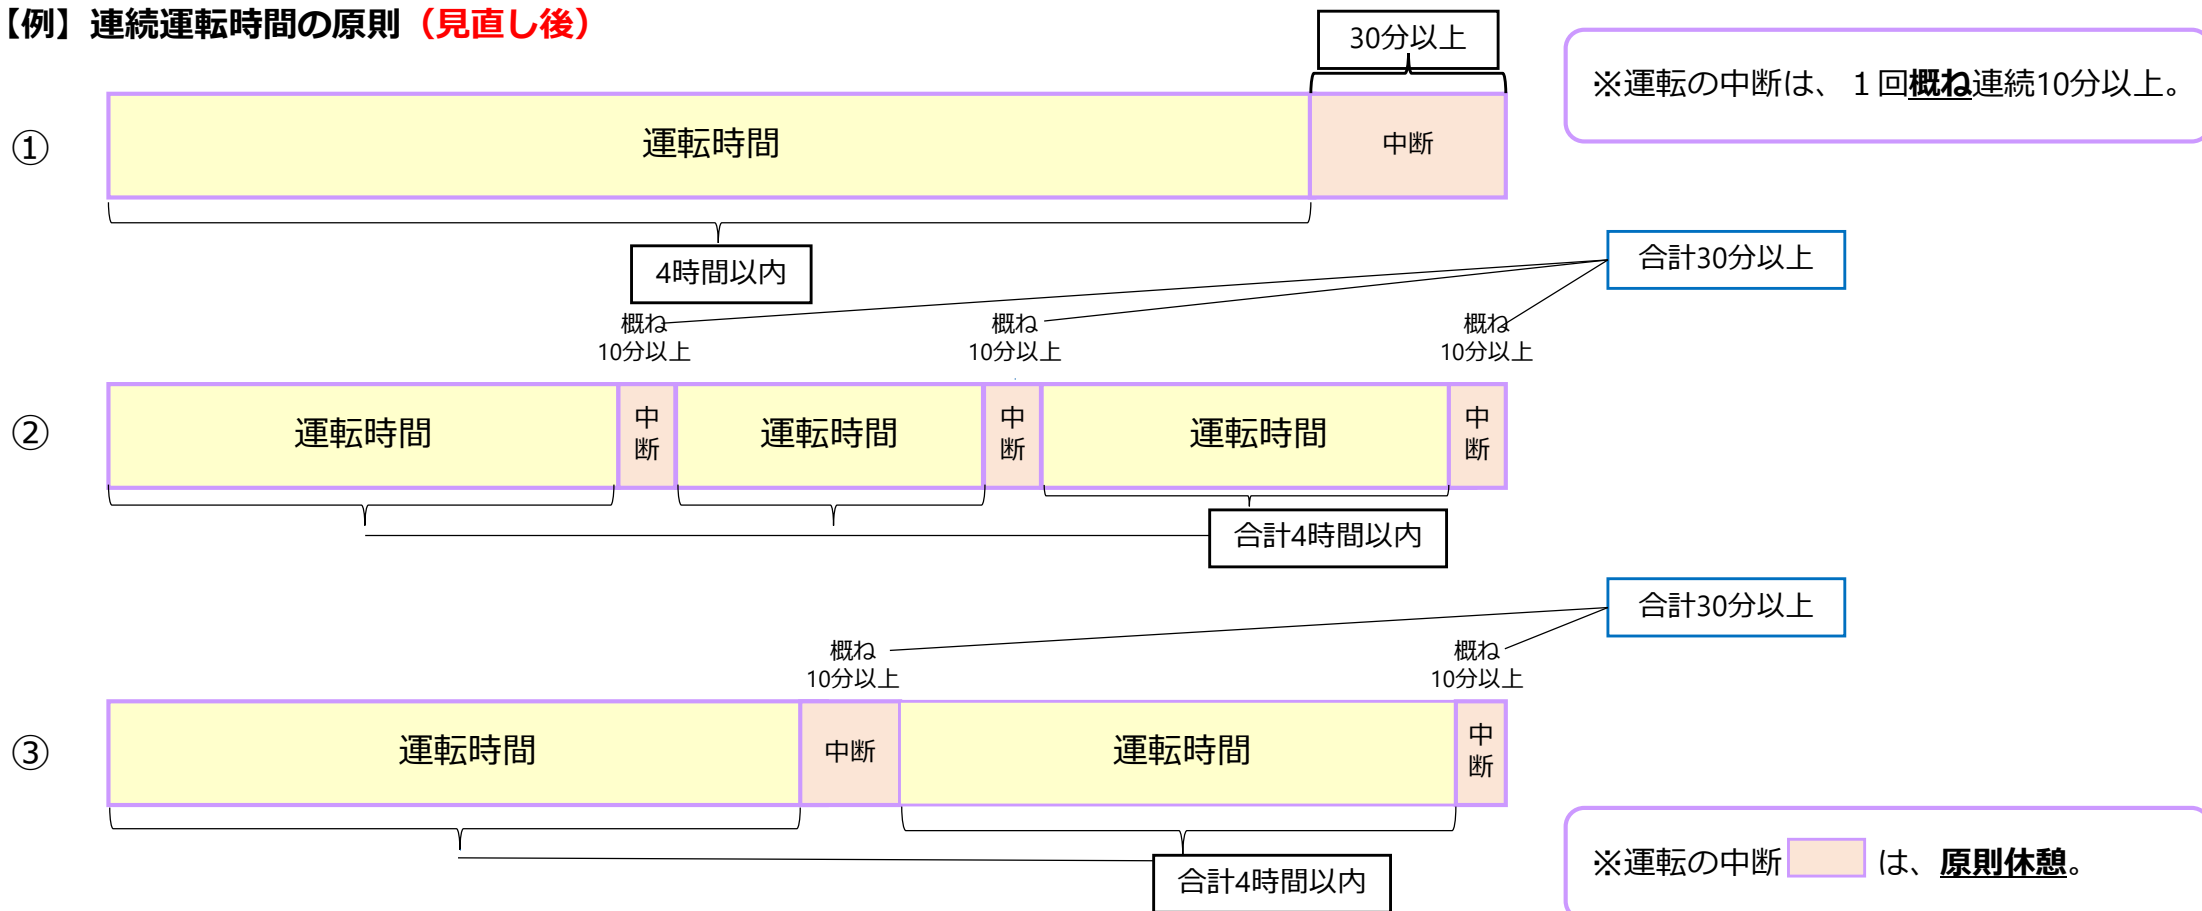 【例】連続運転時間の原則（見直し後）
30分以上
※運転の中断は、１回概ね連続10分以上。
①
運転時間
中断
4時間以内
合計30分以上
概ね
10分以上
概ね
10分以上
概ね
10分以上
②
運転時間
中
断
運転時間
中
断
運転時間
中
断
合計4時間以内
合計30分以上
概ね
10分以上
概ね
10分以上
③
運転時間
中断
運転時間
中
断
合計4時間以内
※運転の中断 は、原則休憩。